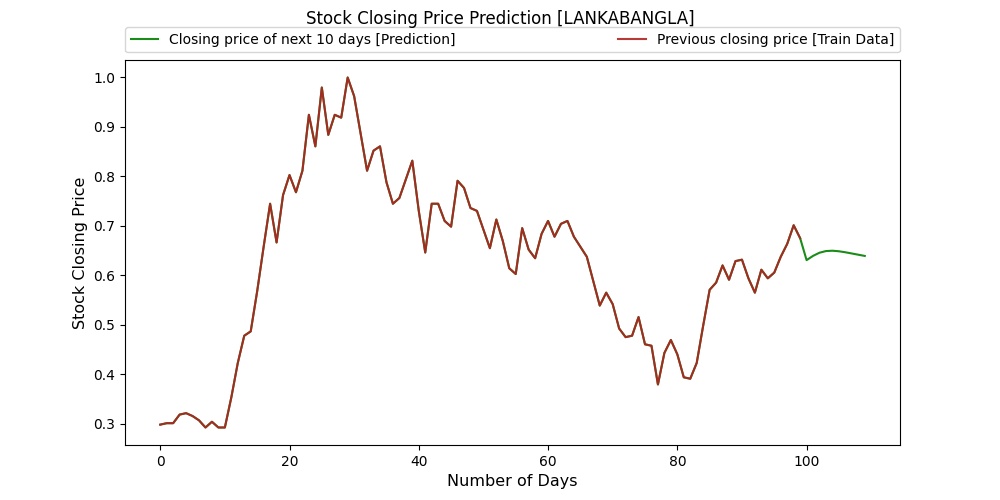 Stock Closing Price Prediction [LANKABANGLA]
Closing price of next 10 days [Prediction]
Previous closing price [Train Data]
1.0
0.9
0.8
0.7
0.6
0.5
0.4
0.3
Stock Closing Price
0 20 40 60 80 100
Number of Days